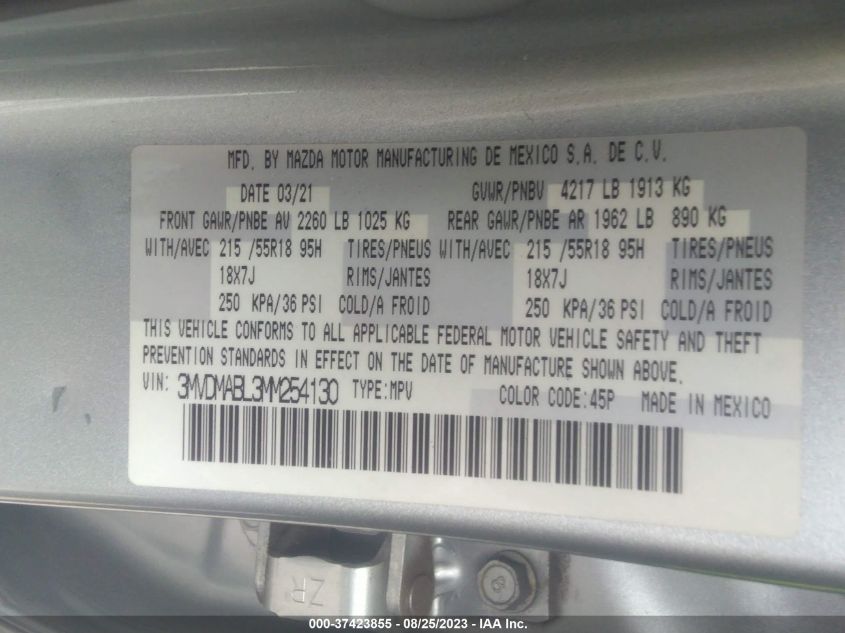 MFD. BY MAZDA MOTOR MANUFACTURING DE MEXICO S.A. DE C.V.
DATE 03/21 GVWR/PNBV 4217 LB 1913 KG
FRONT GAWR/PNBE AV 2260 LB 1025 KG REAR GAWR/PNBE AR 1962 LB 890 KG
WITH/AVEC 215 /55R18 95H TIRES/PNEUS WITH/AVEC 215 /55R18 95H TIRES/PNEUS
18X7J RIMS/JANTES 18X7J RIMS/JANTES
250 KPA/36 PSI COLD/A FROID 250 KPA/36 PSI COLD/A FROID
THIS VEHICLE CONFORMS TO ALL APPLICABLE FEDERAL MOTOR VEHICLE SAFETY AND THEFT
PREVENTION STANDARDS IN EFFECT ON THE DATE OF MANUFACTURE SHOWN ABOVE.
VIN: 3MVDMABL3MM254130 TYPE:MPV COLOR CODE:45P MADE IN MEXICO
ZR
000-37423855 - 08/25/2023 - IAA Inc.